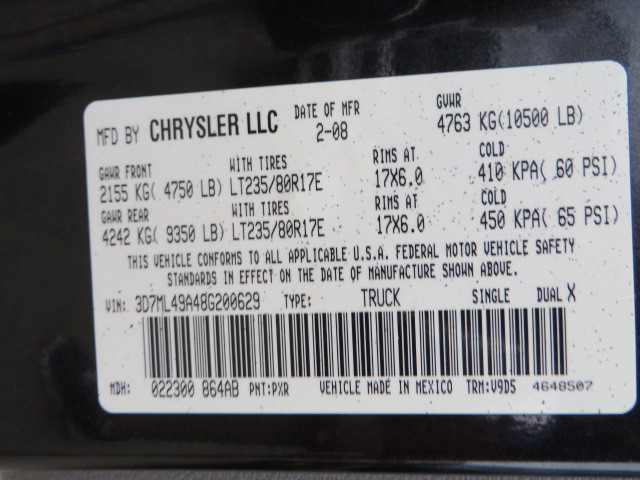 MFD BY CHRYSLER LLC DATE OF MFR GVWR
2-08 4763 KG(10500 LB)
GAWR FRONT WITH TIRES RIMS AT COLD
2155 KG( 4750 LB) LT235/80R17E 17X6.0 410 KPA( 60 PSI)
GAWR REAR WITH TIRES RIMS AT COLD
4242 KG( 9350 LB) LT235/80R17E 17X6.0 450 KPA( 65 PSI)
THIS VEHICLE CONFORMS TO ALL APPLICABLE U.S.A. FEDERAL MOTOR VEHICLE SAFETY
STANDARDS IN EFFECT ON THE DATE OF MANUFACTURE SHOWN ABOVE.
VIN: 3D7ML49A48G200629 TYPE: TRUCK SINGLE DUAL X
MDH: 022300 864AB PNT:PXR VEHICLE MADE IN MEXICO TRM:V9D5 4648507